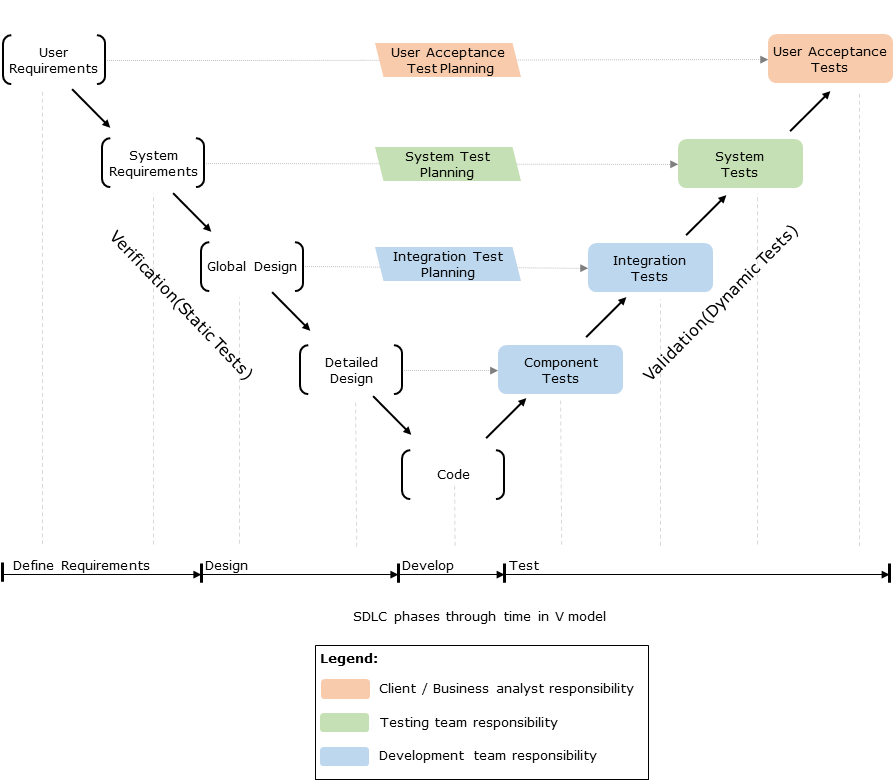 User
Requirements
User Acceptance
Test Planning
User Acceptance
Tests
System
Requirements
System Test
Planning
System
Tests
Verification(Static Tests)
Global Design
Integration Test
Planning
Integration
Tests
Validation(Dynamic Tests)
Detailed
Design
Component
Tests
Code
Define Requirements
Design
Develop
Test
SDLC phases through time in V model
Legend:
Client / Business analyst responsibility
Testing team responsibility
Development team responsibility